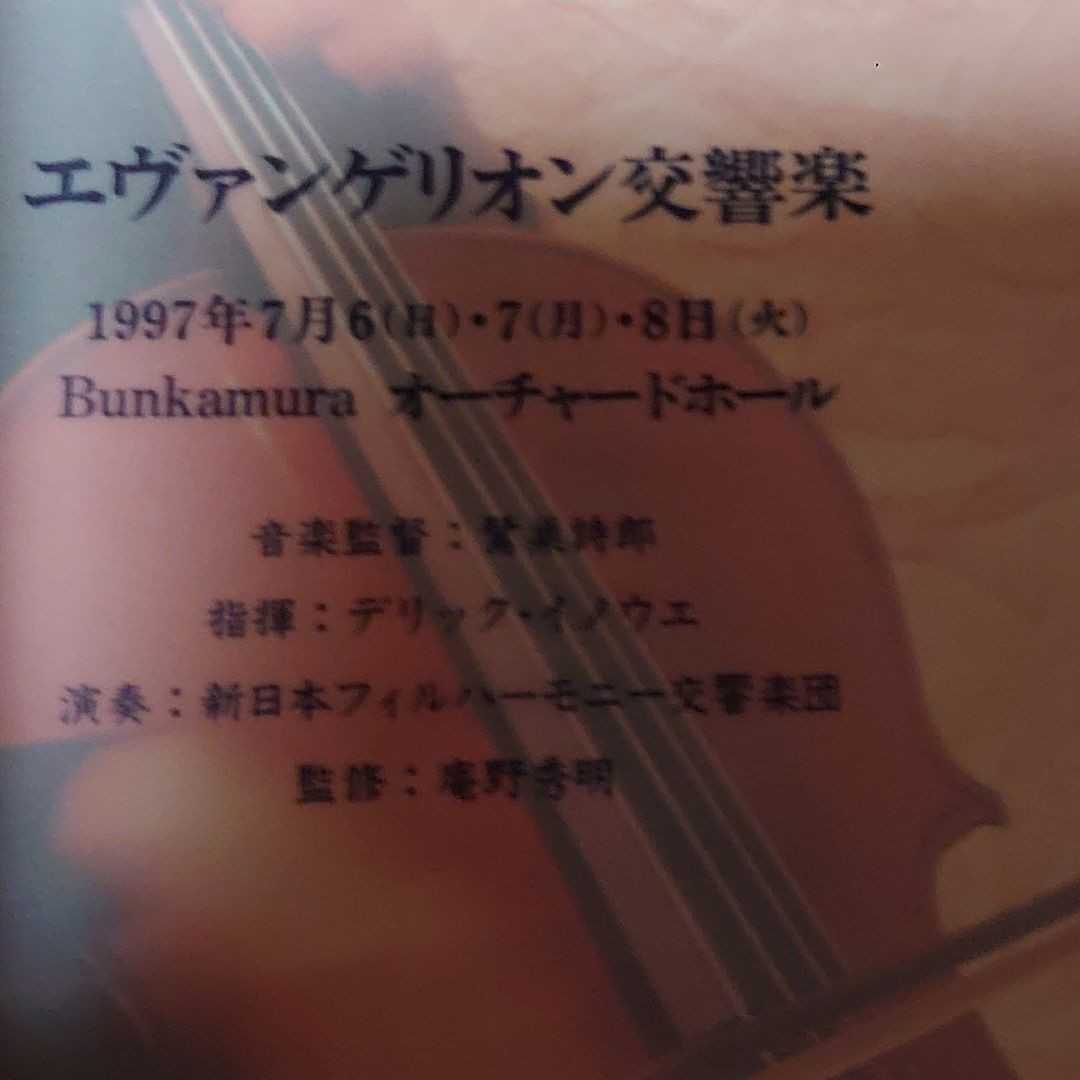 エヴァンゲリオン交響楽
1997年7月6(日)・7(月)・8日(火)
Bunkamura オーチャードホール
音楽監督：鷺巣詩郎
指揮：デリック・イノウエ
演奏：新日本フィルハーモニー交響楽団
監修：庵野秀明